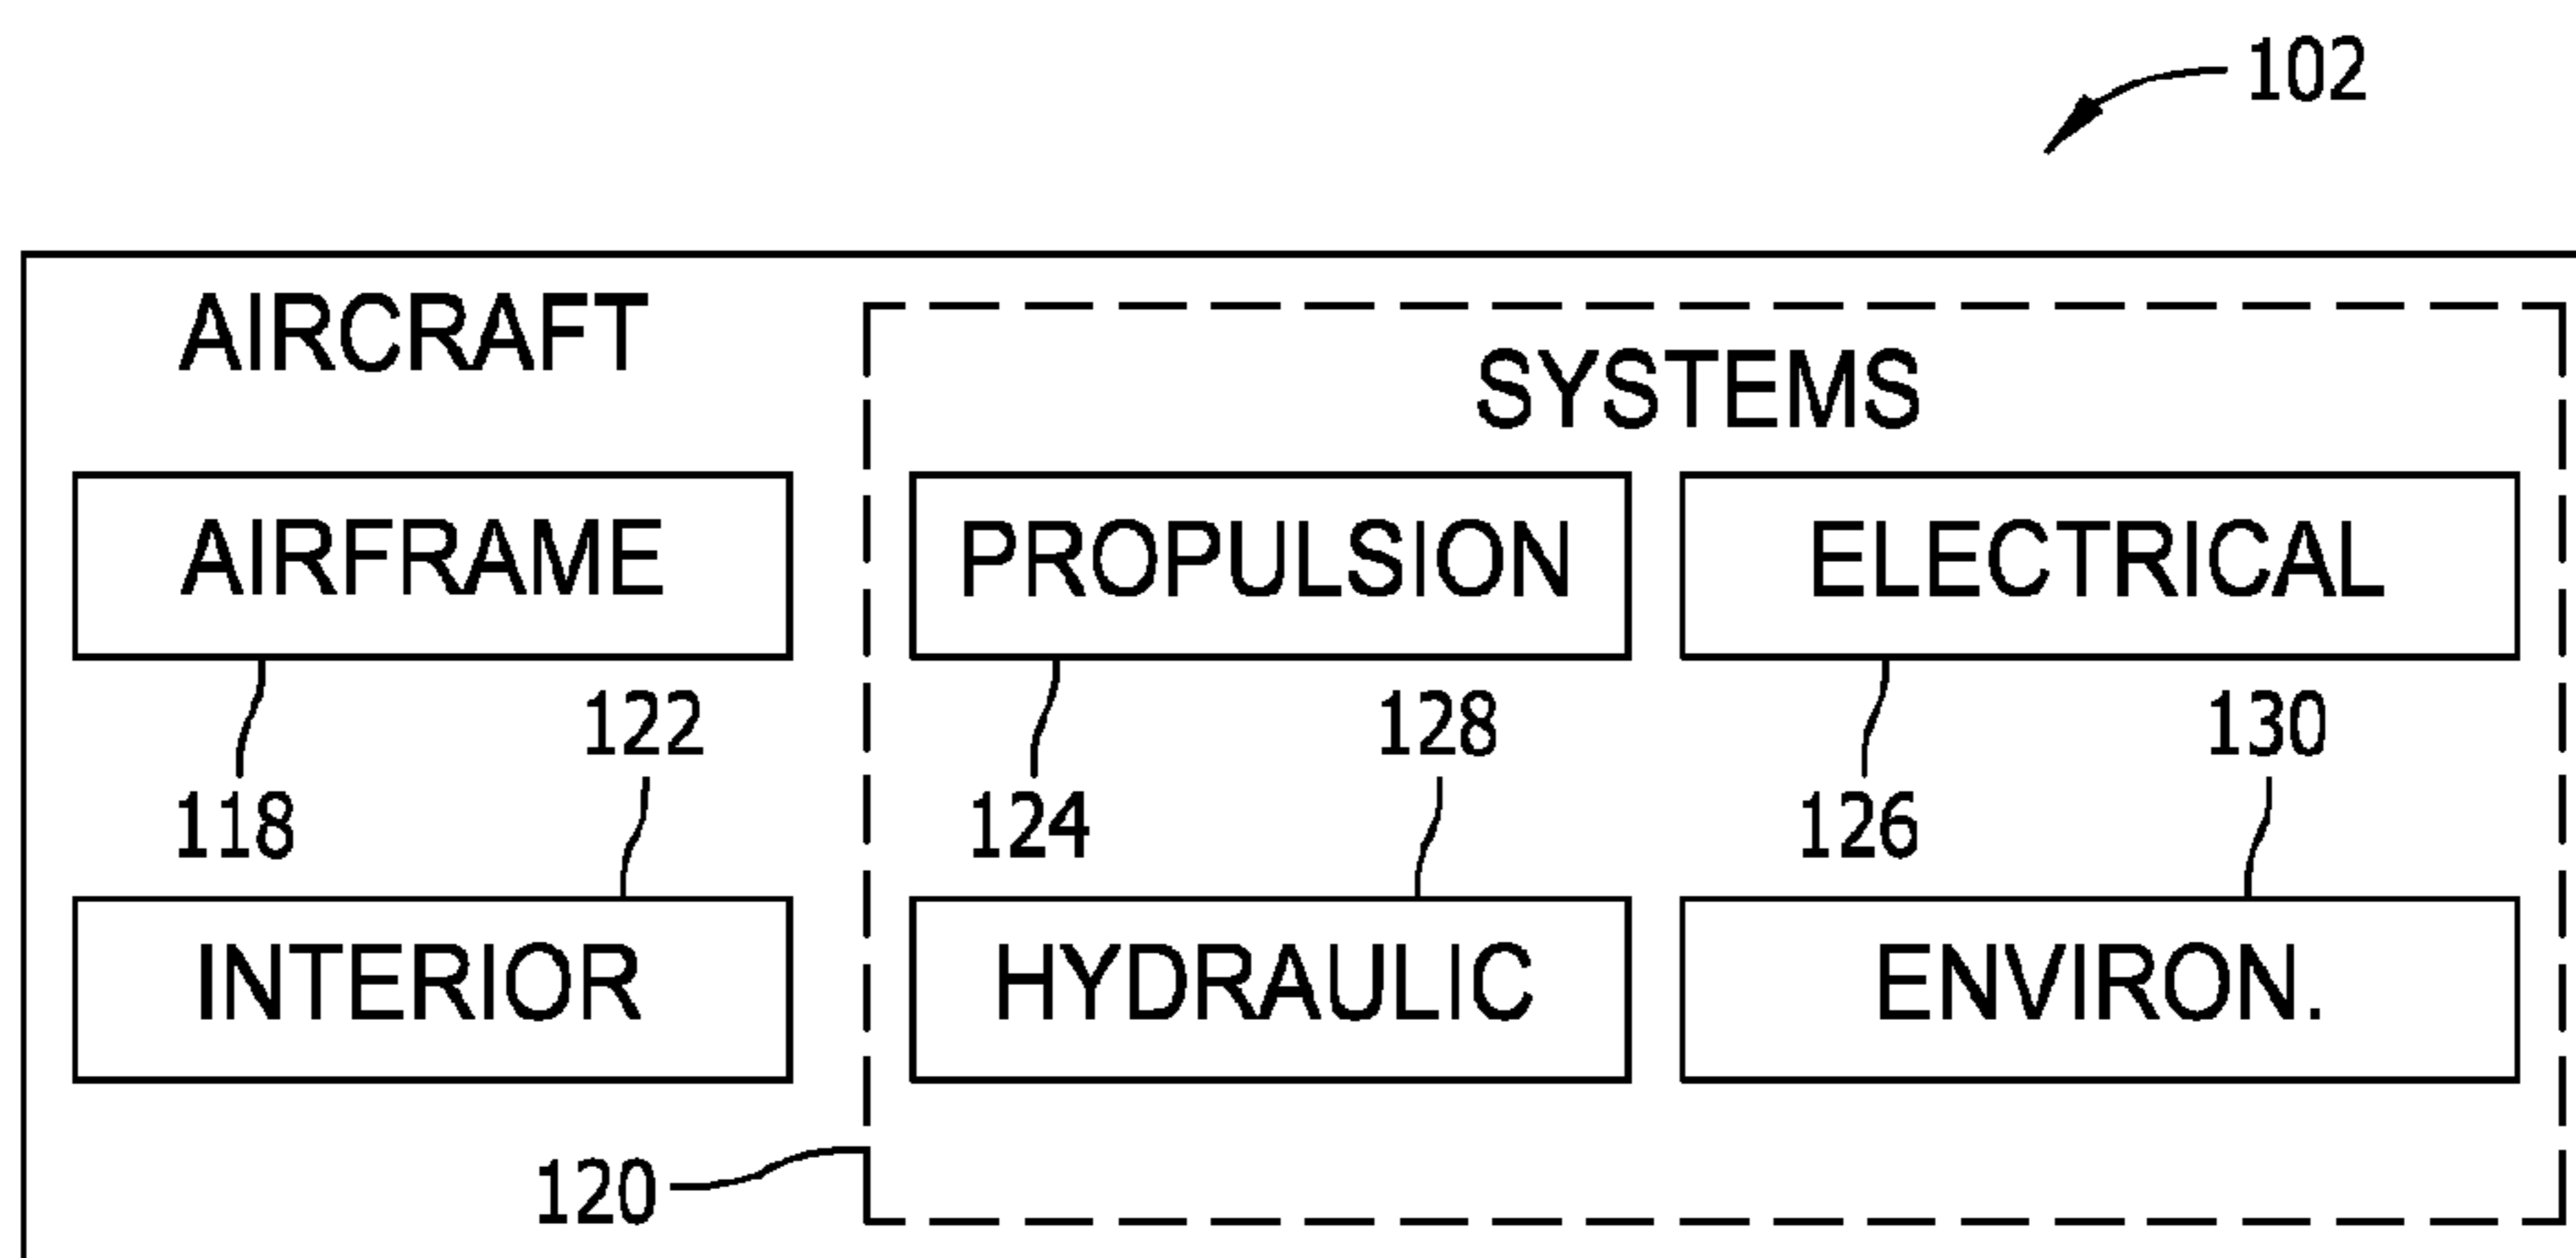 102
AIRCRAFT
SYSTEMS
AIRFRAME
PROPULSION
ELECTRICAL
122
128
130
118
124
126
INTERIOR
HYDRAULIC
ENVIRON.
120